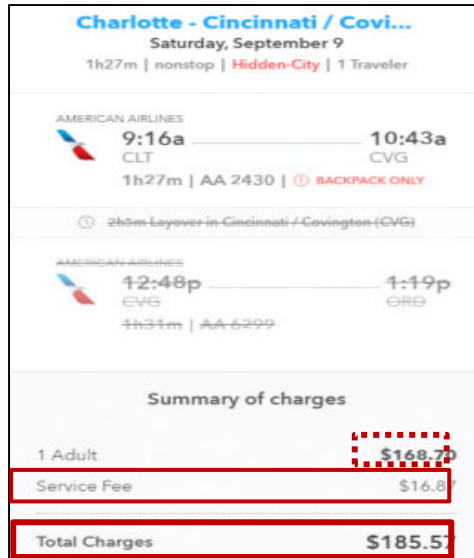 Charlotte - Cincinnati / Covi...
Saturday, September 9
1h27m | nonstop | Hidden-City | 1 Traveler
AMERICAN AIRLINES
9:16a 10:43a
CLT CVG
1h27m | AA 2430 | ! BACKPACK ONLY
2h5m Layover in Cincinnati / Covington (CVG)
AMERICAN AIRLINES
12:48p 1:19p
CVG ORD
1h31m | AA 6299
Summary of charges
1 Adult $168.70
Service Fee $16.87
Total Charges $185.57